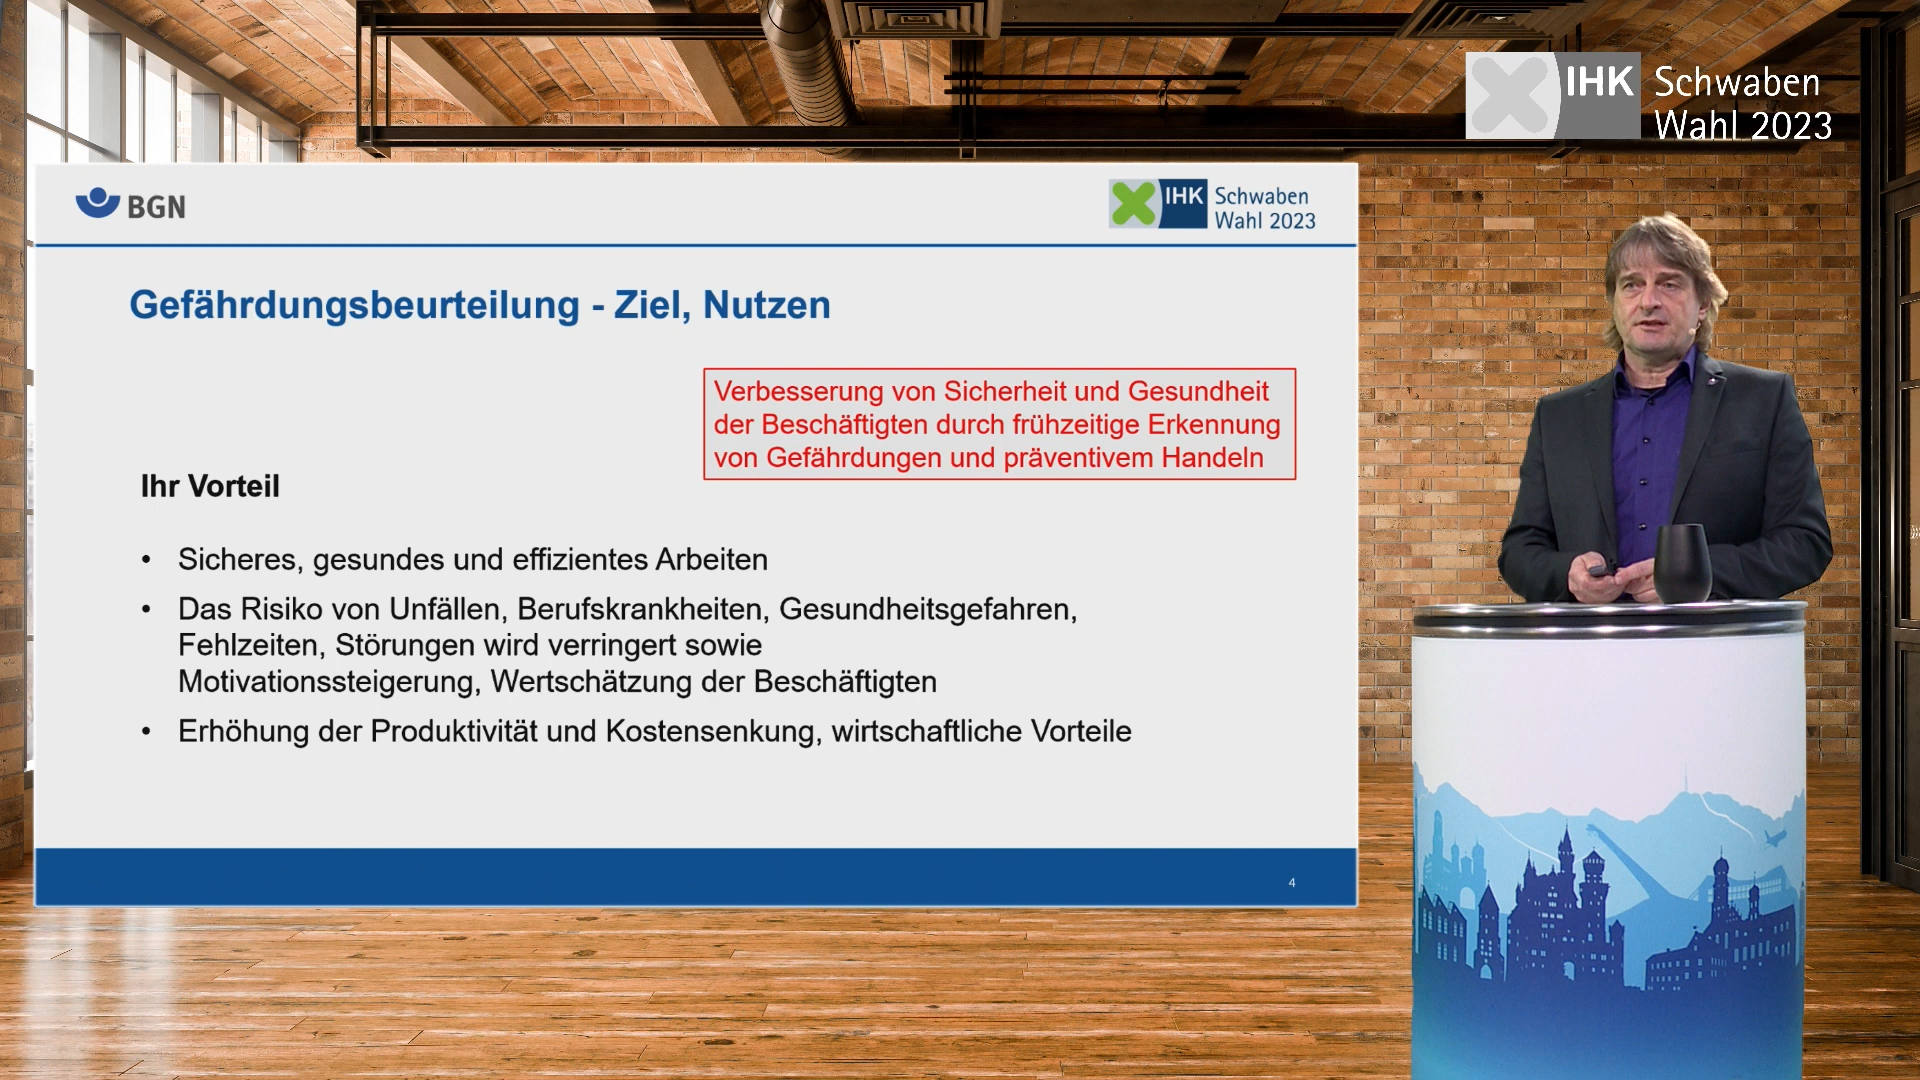 IHK Schwaben
Wahl 2023
BGN
IHK Schwaben
Wahl 2023
Gefährdungsbeurteilung - Ziel, Nutzen
Verbesserung von Sicherheit und Gesundheit
der Beschäftigten durch frühzeitige Erkennung
von Gefährdungen und präventivem Handeln
Ihr Vorteil
• Sicheres, gesundes und effizientes Arbeiten
• Das Risiko von Unfällen, Berufskrankheiten, Gesundheitsgefahren,
Fehlzeiten, Störungen wird verringert sowie
Motivationssteigerung, Wertschätzung der Beschäftigten
• Erhöhung der Produktivität und Kostensenkung, wirtschaftliche Vorteile
4